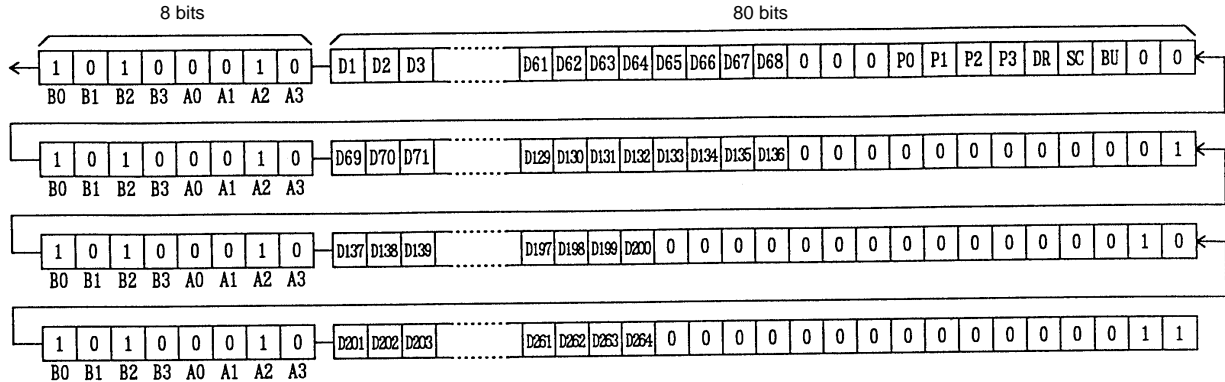 8 bits 80 bits
1 0 1 0 0 0 1 0 D1 D2 D3 D61 D62 D63 D64 D65 D66 D67 D68 0 0 0 P0 P1 P2 P3 DR SC BU 0 0
B0 B1 B2 B3 A0 A1 A2 A3
1 0 1 0 0 0 1 0 D69 D70 D71 D129 D130 D131 D132 D133 D134 D135 D136 0 0 0 0 0 0 0 0 0 0 0 1
B0 B1 B2 B3 A0 A1 A2 A3
1 0 1 0 0 0 1 0 D137 D138 D139 D197 D198 D199 D200 0 0 0 0 0 0 0 0 0 0 0 0 0 0 1 0
B0 B1 B2 B3 A0 A1 A2 A3
1 0 1 0 0 0 1 0 D201 D202 D203 D261 D262 D263 D264 0 0 0 0 0 0 0 0 0 0 0 0 0 0 1 1
B0 B1 B2 B3 A0 A1 A2 A3